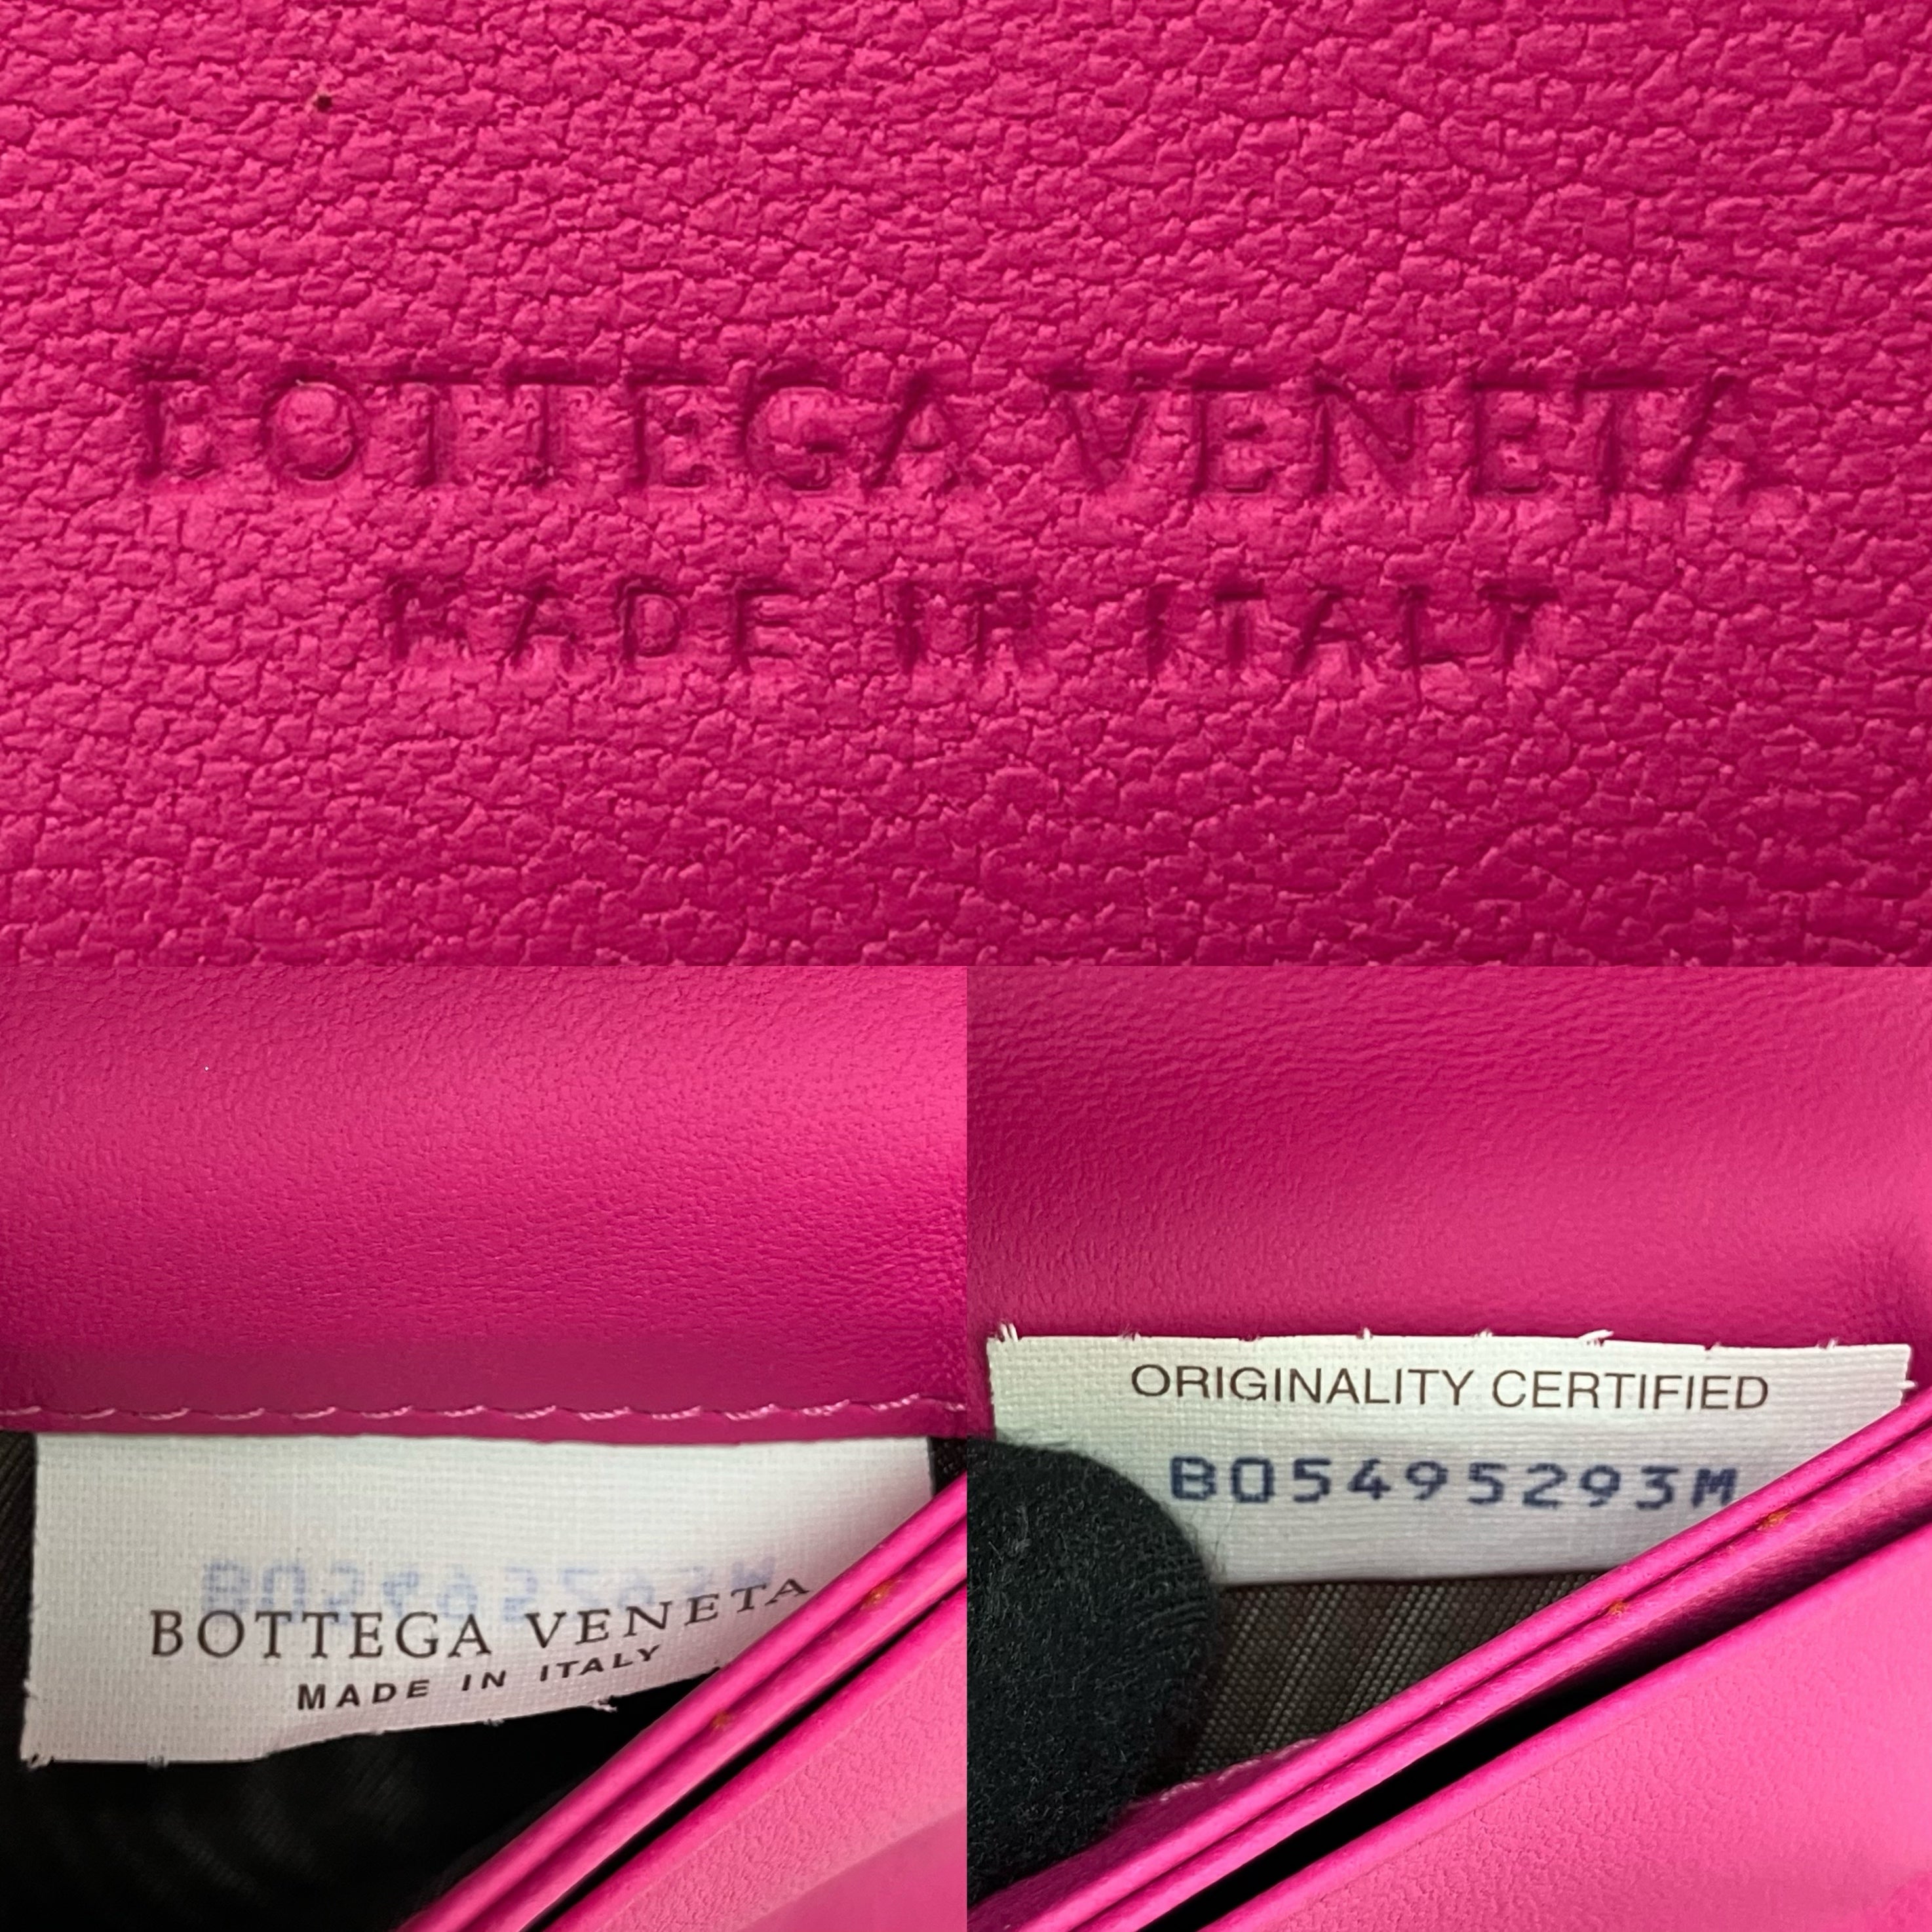 BOTTEGA VENETA
MADE IN ITALY
BOTTEGA VENETA
MADE IN ITALY
ORIGINALITY CERTIFIED
B05495293M